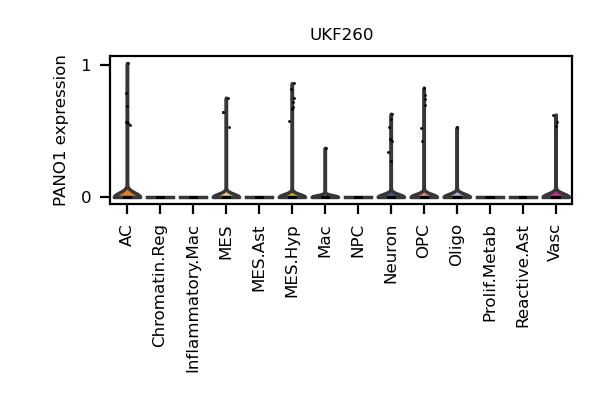 UKF260
PANO1 expression
1
0
AC
Chromatin.Reg
Inflammatory.Mac
MES
MES.Ast
MES.Hyp
Mac
NPC
Neuron
OPC
Oligo
Prolif.Metab
Reactive.Ast
Vasc